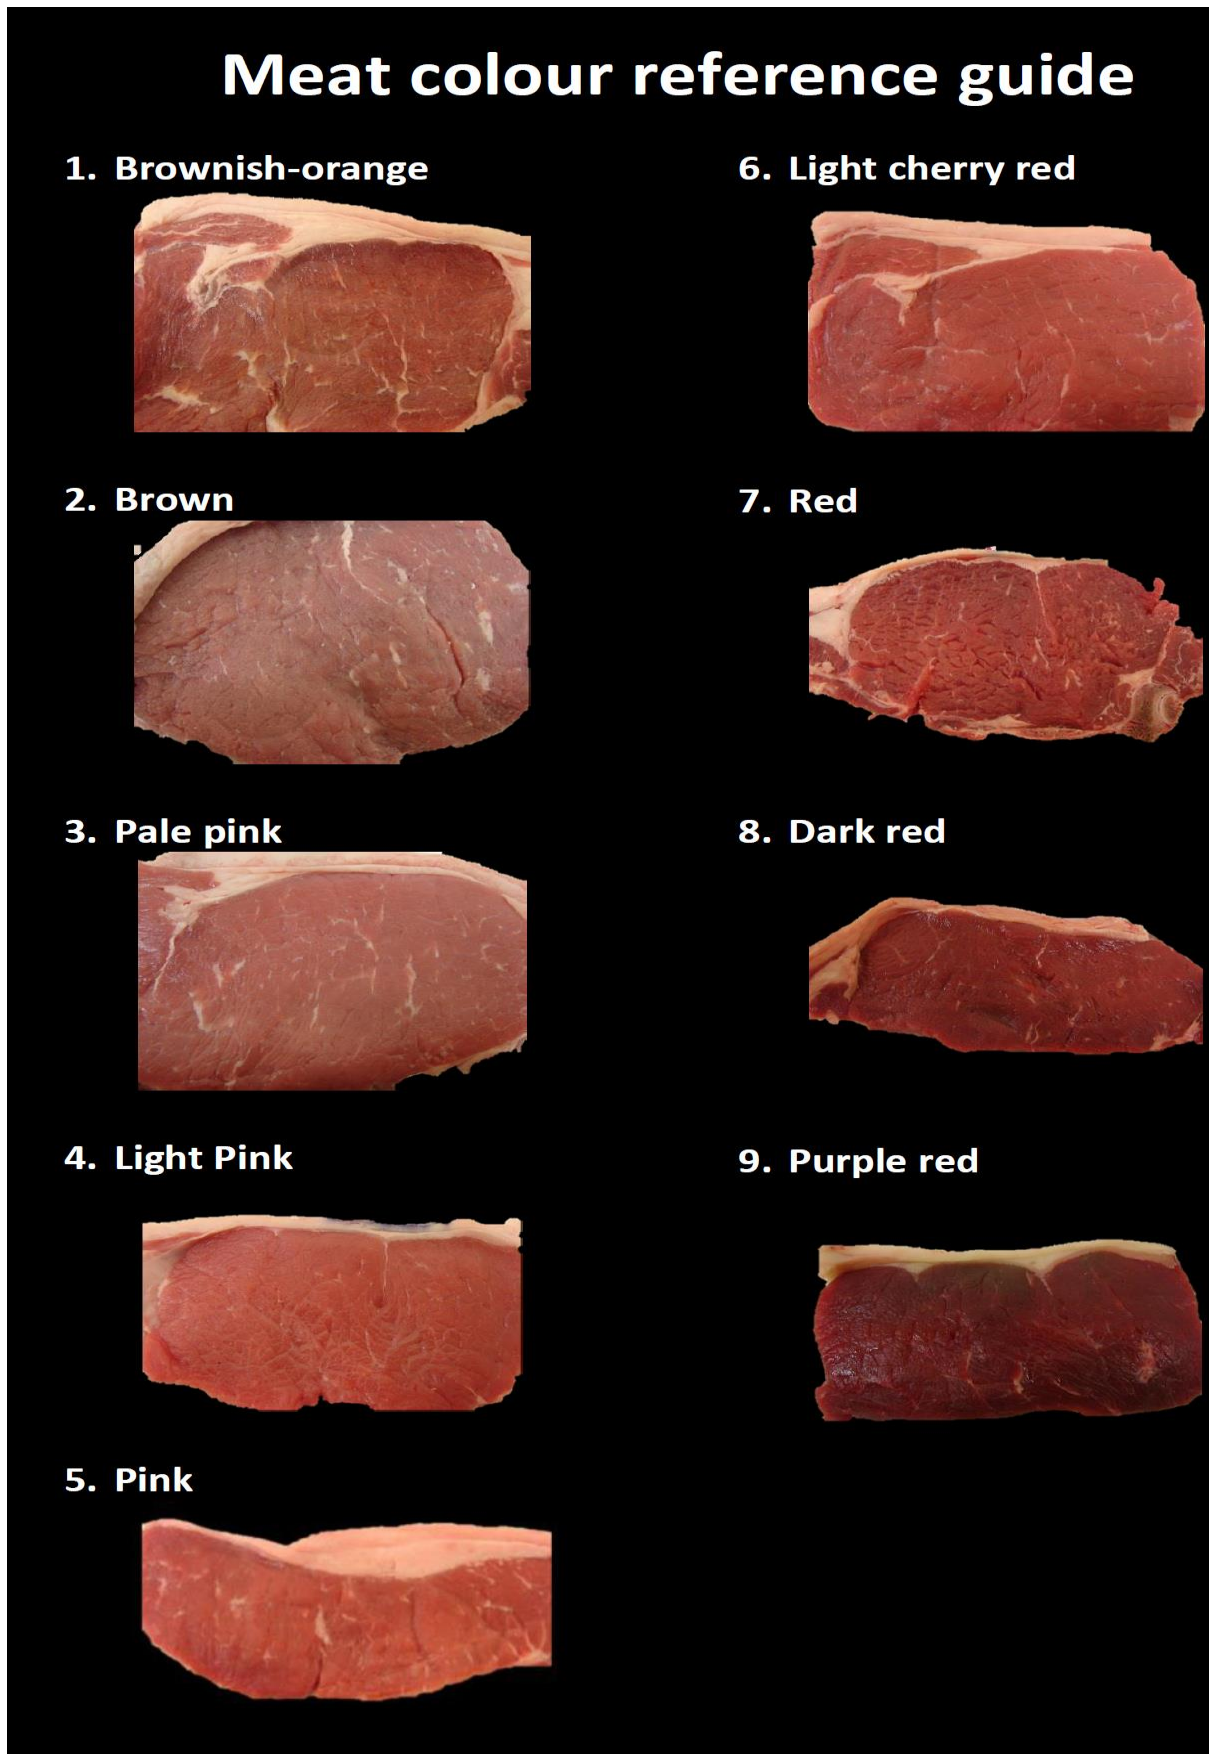 Meat colour reference guide
1. Brownish-orange
2. Brown
3. Pale pink
4. Light Pink
5. Pink
6. Light cherry red
7. Red
8. Dark red
9. Purple red